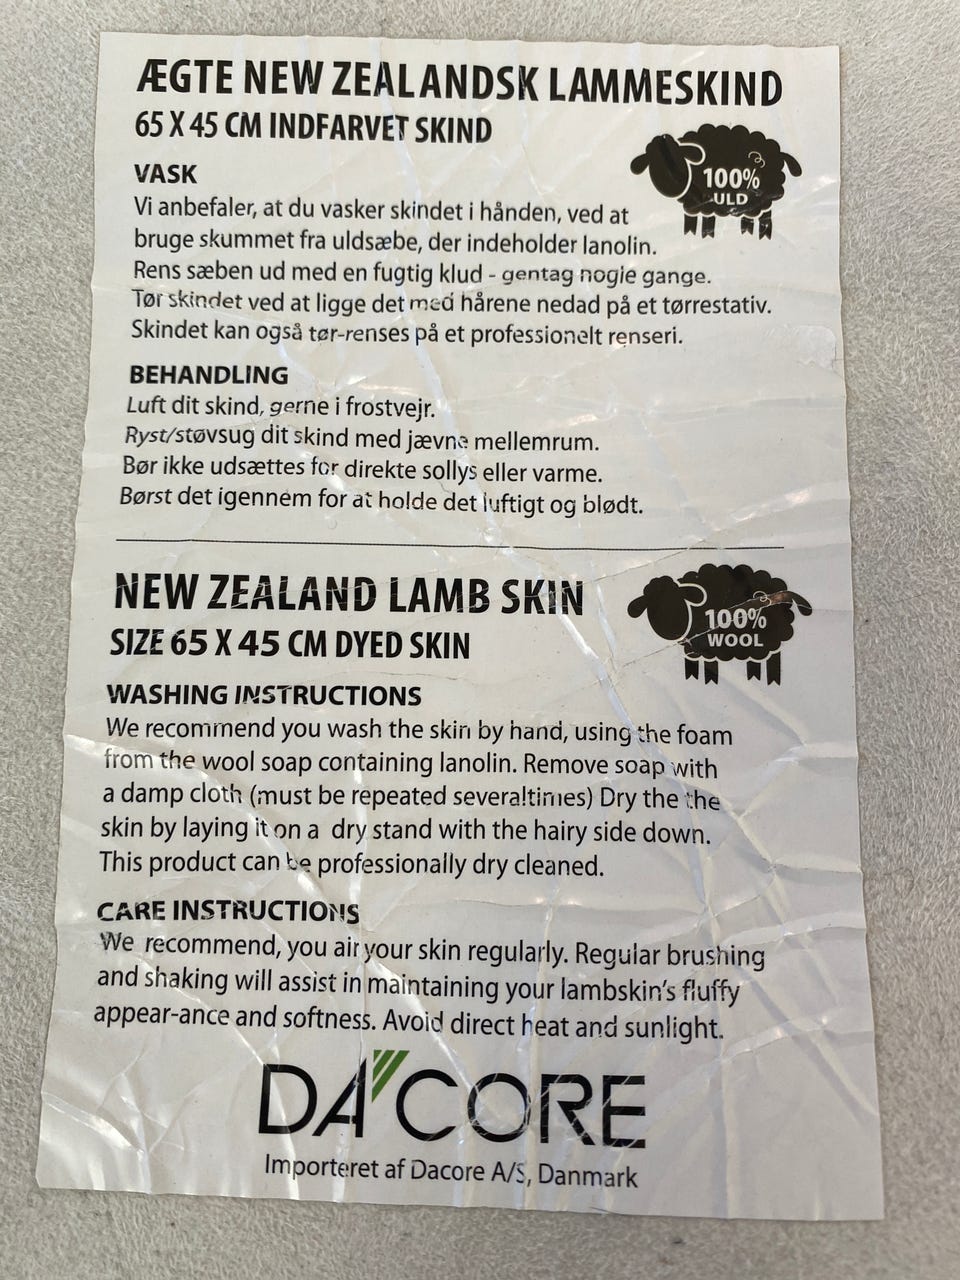 ÆGTE NEW ZEALANDSK LAMMESKIND
65 X 45 CM INDFARVET SKIND
100%
ULD
VASK
Vi anbefaler, at du vasker skindet i hånden, ved at
bruge skummet fra uldsæbe, der indeholder lanolin.
Rens sæben ud med en fugtig klud - gentag nogle gange.
Tør skindet ved at ligge det med hårene nedad på et tørrestativ.
Skindet kan også tør-renses på et professionelt renseri.
BEHANDLING
Luft dit skind, gerne i frostvejr.
Ryst/støvsug dit skind med jævne mellemrum.
Bør ikke udsættes for direkte sollys eller varme.
Børst det igennem for at holde det luftigt og blødt.
NEW ZEALAND LAMB SKIN
SIZE 65 X 45 CM DYED SKIN
100%
WOOL
WASHING INSTRUCTIONS
We recommend you wash the skin by hand, using the foam
from the wool soap containing lanolin. Remove soap with
a damp cloth (must be repeated severaltimes) Dry the the
skin by laying it on a dry stand with the hairy side down.
This product can be professionally dry cleaned.
CARE INSTRUCTIONS
We recommend, you air your skin regularly. Regular brushing
and shaking will assist in maintaining your lambskin's fluffy
appear-ance and softness. Avoid direct heat and sunlight.
DA'CORE
Importeret af Dacore A/S, Danmark